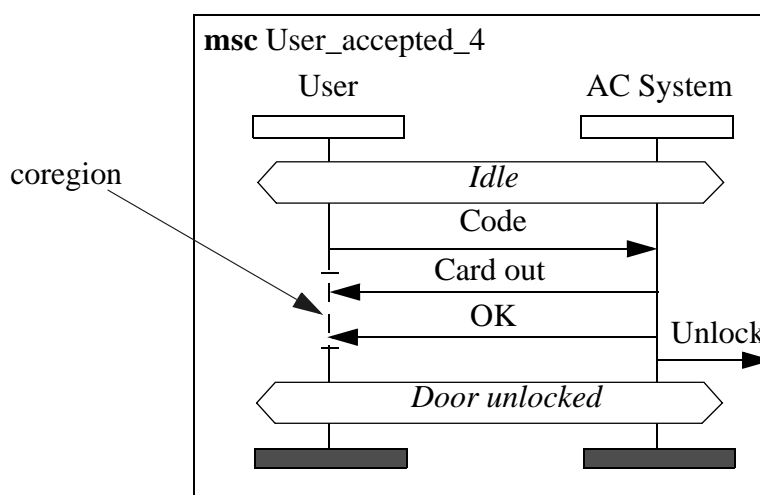 msc User_accepted_4
User
AC System
coregion
Idle
Code
Card out
OK
Unlock
Door unlocked